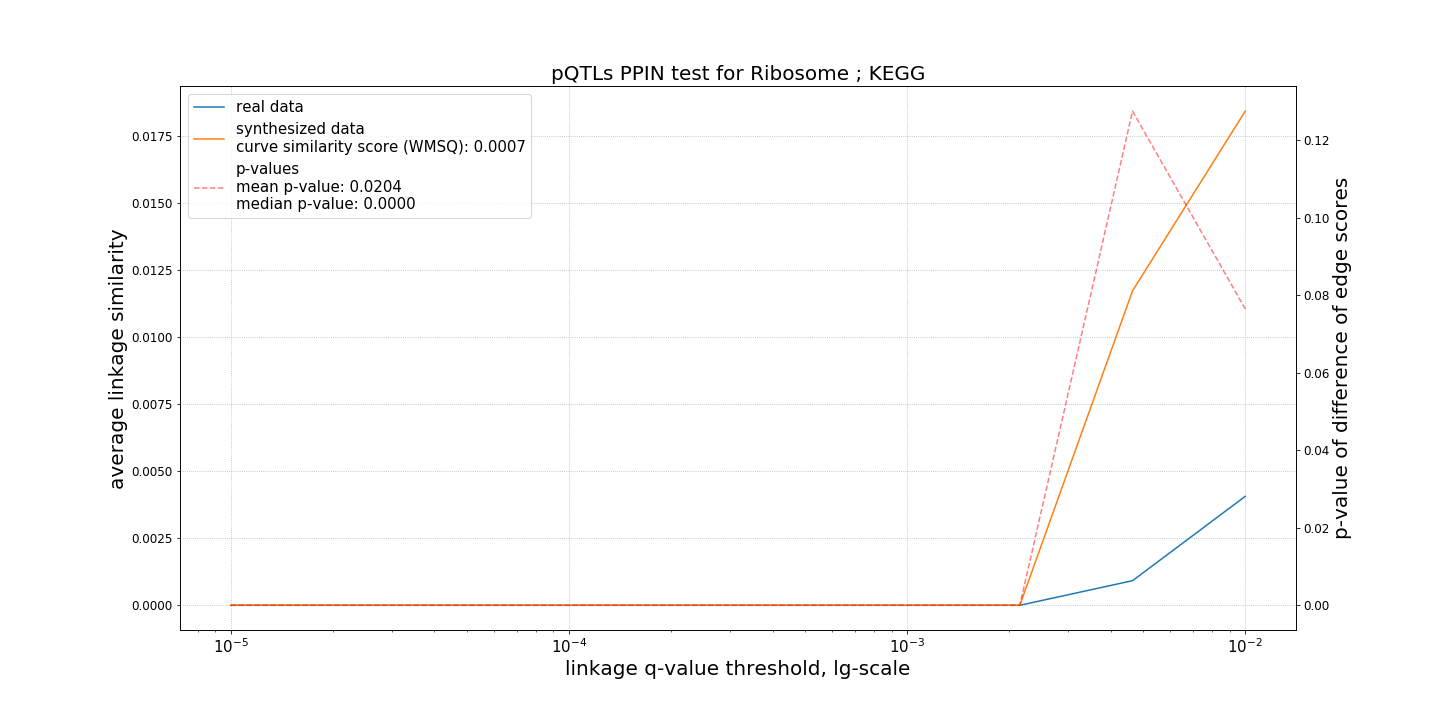 pQTLs PPIN test for Ribosome ; KEGG
real data
synthesized data
curve similarity score (WMSQ): 0.0007
p-values
mean p-value: 0.0204
median p-value: 0.0000
average linkage similarity
0.0175
0.0150
0.0125
0.0100
0.0075
0.0050
0.0025
0.0000
0.12
0.10
0.08
0.06
0.04
0.02
0.00
p-value of difference of edge scores
10⁻⁵ 10⁻⁴ 10⁻³ 10⁻²
linkage q-value threshold, lg-scale